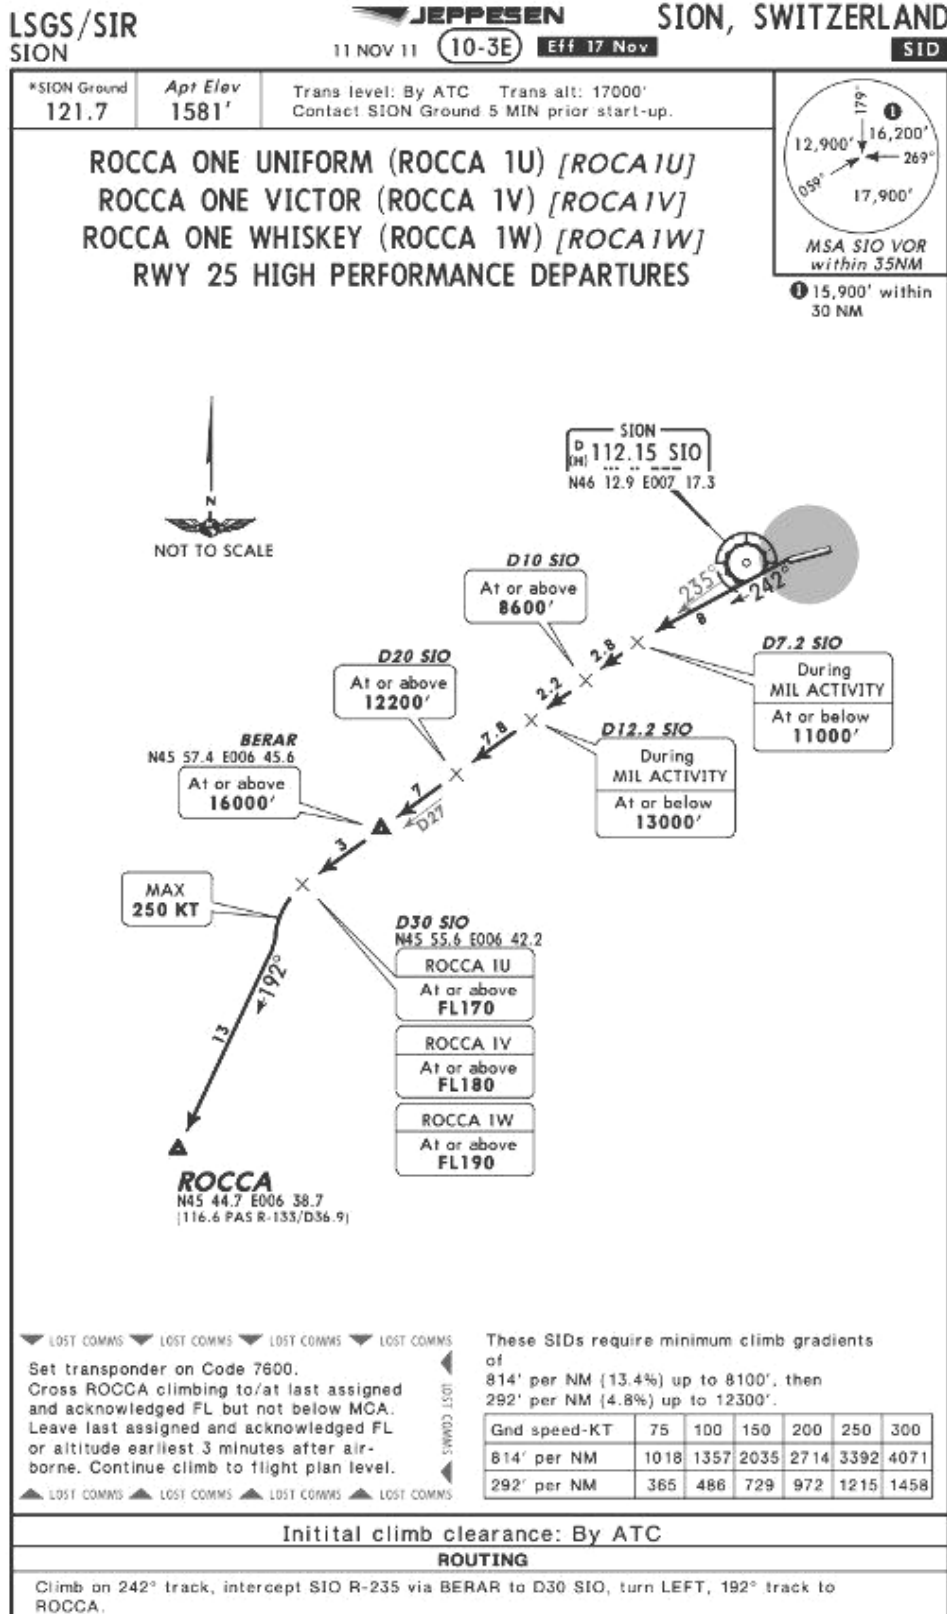 LSGS/SIR
SION
JEPPESEN
11 NOV 11
10-3E
Eff 17 Nov
SION, SWITZERLAND
SID
*SION Ground
121.7
Apt Elev
1581'
Trans level: By ATC Trans alt: 17000'
Contact SION Ground 5 MIN prior start-up.
179°
1
12,900'
16,200'
269°
059°
17,900'
MSA SIO VOR
within 35NM
1 15,900' within
30 NM
ROCCA ONE UNIFORM (ROCCA 1U) [ROCA1U]
ROCCA ONE VICTOR (ROCCA 1V) [ROCA1V]
ROCCA ONE WHISKEY (ROCCA 1W) [ROCA1W]
RWY 25 HIGH PERFORMANCE DEPARTURES
N
NOT TO SCALE
SION
D
(H) 112.15 SIO
N46 12.9 E007 17.3
235°
242°
8
D10 SIO
At or above
8600'
2.8
D7.2 SIO
During
MIL ACTIVITY
At or below
11000'
2.2
D20 SIO
At or above
12200'
7.8
D12.2 SIO
During
MIL ACTIVITY
At or below
13000'
BERAR
N45 57.4 E006 45.6
At or above
16000'
7
D27
3
MAX
250 KT
D30 SIO
N45 55.6 E006 42.2
ROCCA 1U
At or above
FL170
ROCCA 1V
At or above
FL180
ROCCA 1W
At or above
FL190
192°
13
ROCCA
N45 44.7 E006 38.7
(116.6 PAS R-133/D36.9)
LOST COMMS LOST COMMS LOST COMMS LOST COMMS
Set transponder on Code 7600.
Cross ROCCA climbing to/at last assigned
and acknowledged FL but not below MCA.
Leave last assigned and acknowledged FL
or altitude earliest 3 minutes after air-
borne. Continue climb to flight plan level.
LOST COMMS
LOST COMMS LOST COMMS LOST COMMS LOST COMMS
These SIDs require minimum climb gradients
of
814' per NM (13.4%) up to 8100', then
292' per NM (4.8%) up to 12300'.
Gnd speed-KT 75 100 150 200 250 300
814' per NM 1018 1357 2035 2714 3392 4071
292' per NM 365 486 729 972 1215 1458
Initital climb clearance: By ATC
ROUTING
Climb on 242° track, intercept SIO R-235 via BERAR to D30 SIO, turn LEFT, 192° track to
ROCCA.